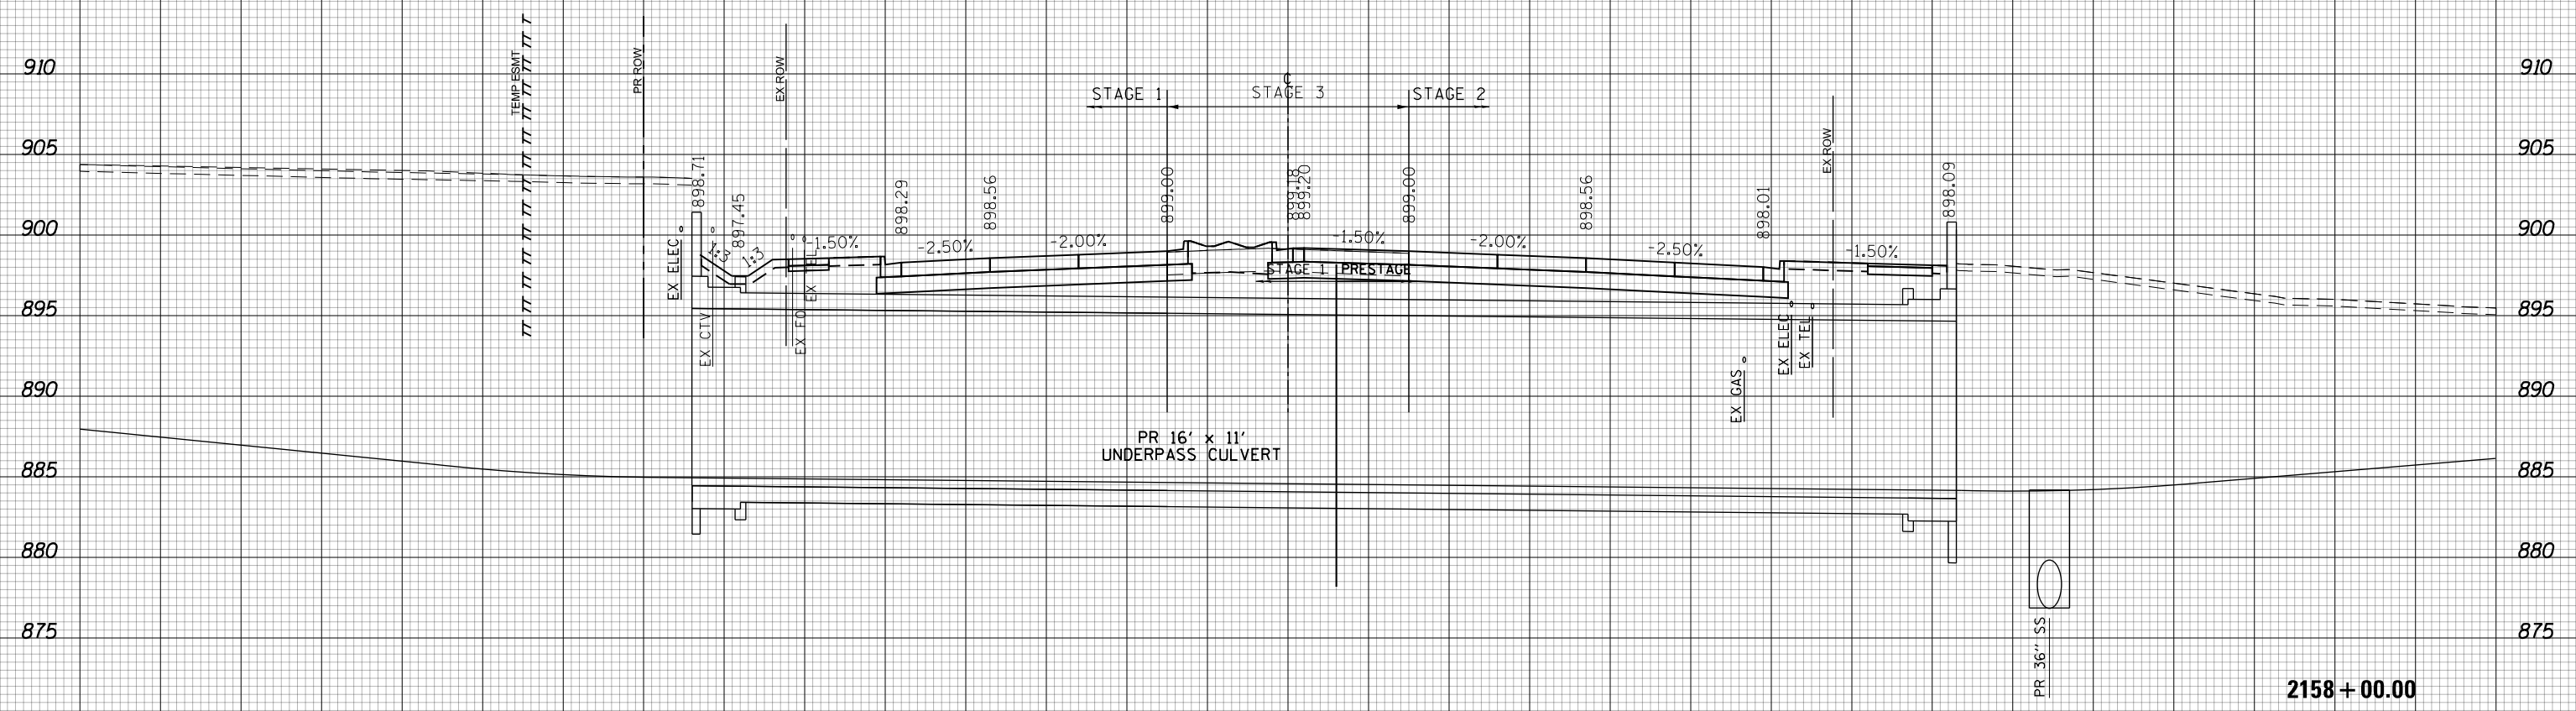 TEMP ESMT
PR ROW
EX ROW
℄
910
910
STAGE 1
STAGE 3
STAGE 2
905
905
EX ROW
898.71
897.45
898.29
898.56
899.00
899.18
899.20
899.00
898.56
898.01
898.09
900
900
1:3
1:3
-1.50%
-2.50%
-2.00%
-1.50%
-2.00%
-2.50%
-1.50%
EX ELEC
EX CTV
EX FO
EX TEL
STAGE 1
PRESTAGE
895
895
EX GAS
EX ELEC
EX TEL
890
890
PR 16' x 11'
UNDERPASS CULVERT
885
885
880
880
875
875
PR 36" SS
2158+00.00